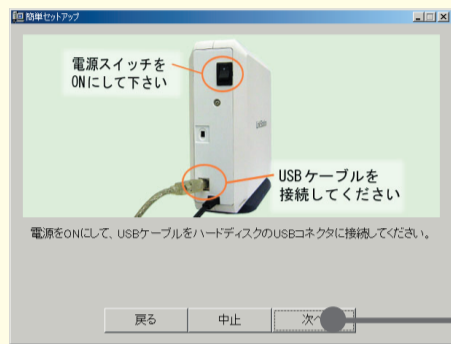 簡単セットアップ
電源スイッチを
ONにして下さい
USBケーブルを
接続してください
電源をONにして、USBケーブルをハードディスクのUSBコネクタに接続してください。
戻る
中止
次へ